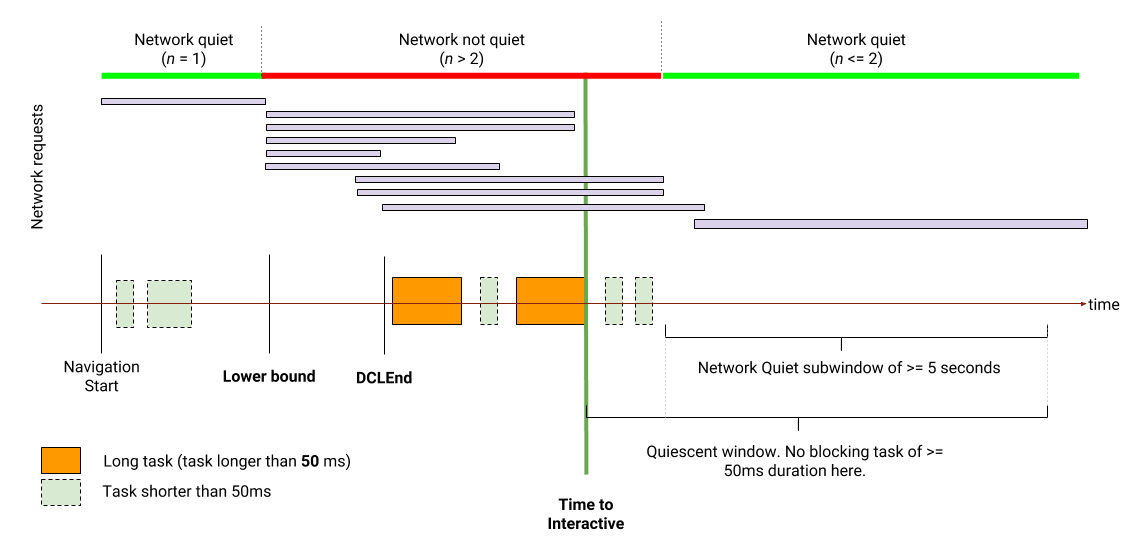 Network quiet
(n = 1)
Network not quiet
(n > 2)
Network quiet
(n <= 2)
Network requests
time
Navigation
Start
Lower bound
DCLEnd
Network Quiet subwindow of >= 5 seconds
Quiescent window. No blocking task of >=
50ms duration here.
Long task (task longer than 50 ms)
Task shorter than 50ms
Time to
Interactive